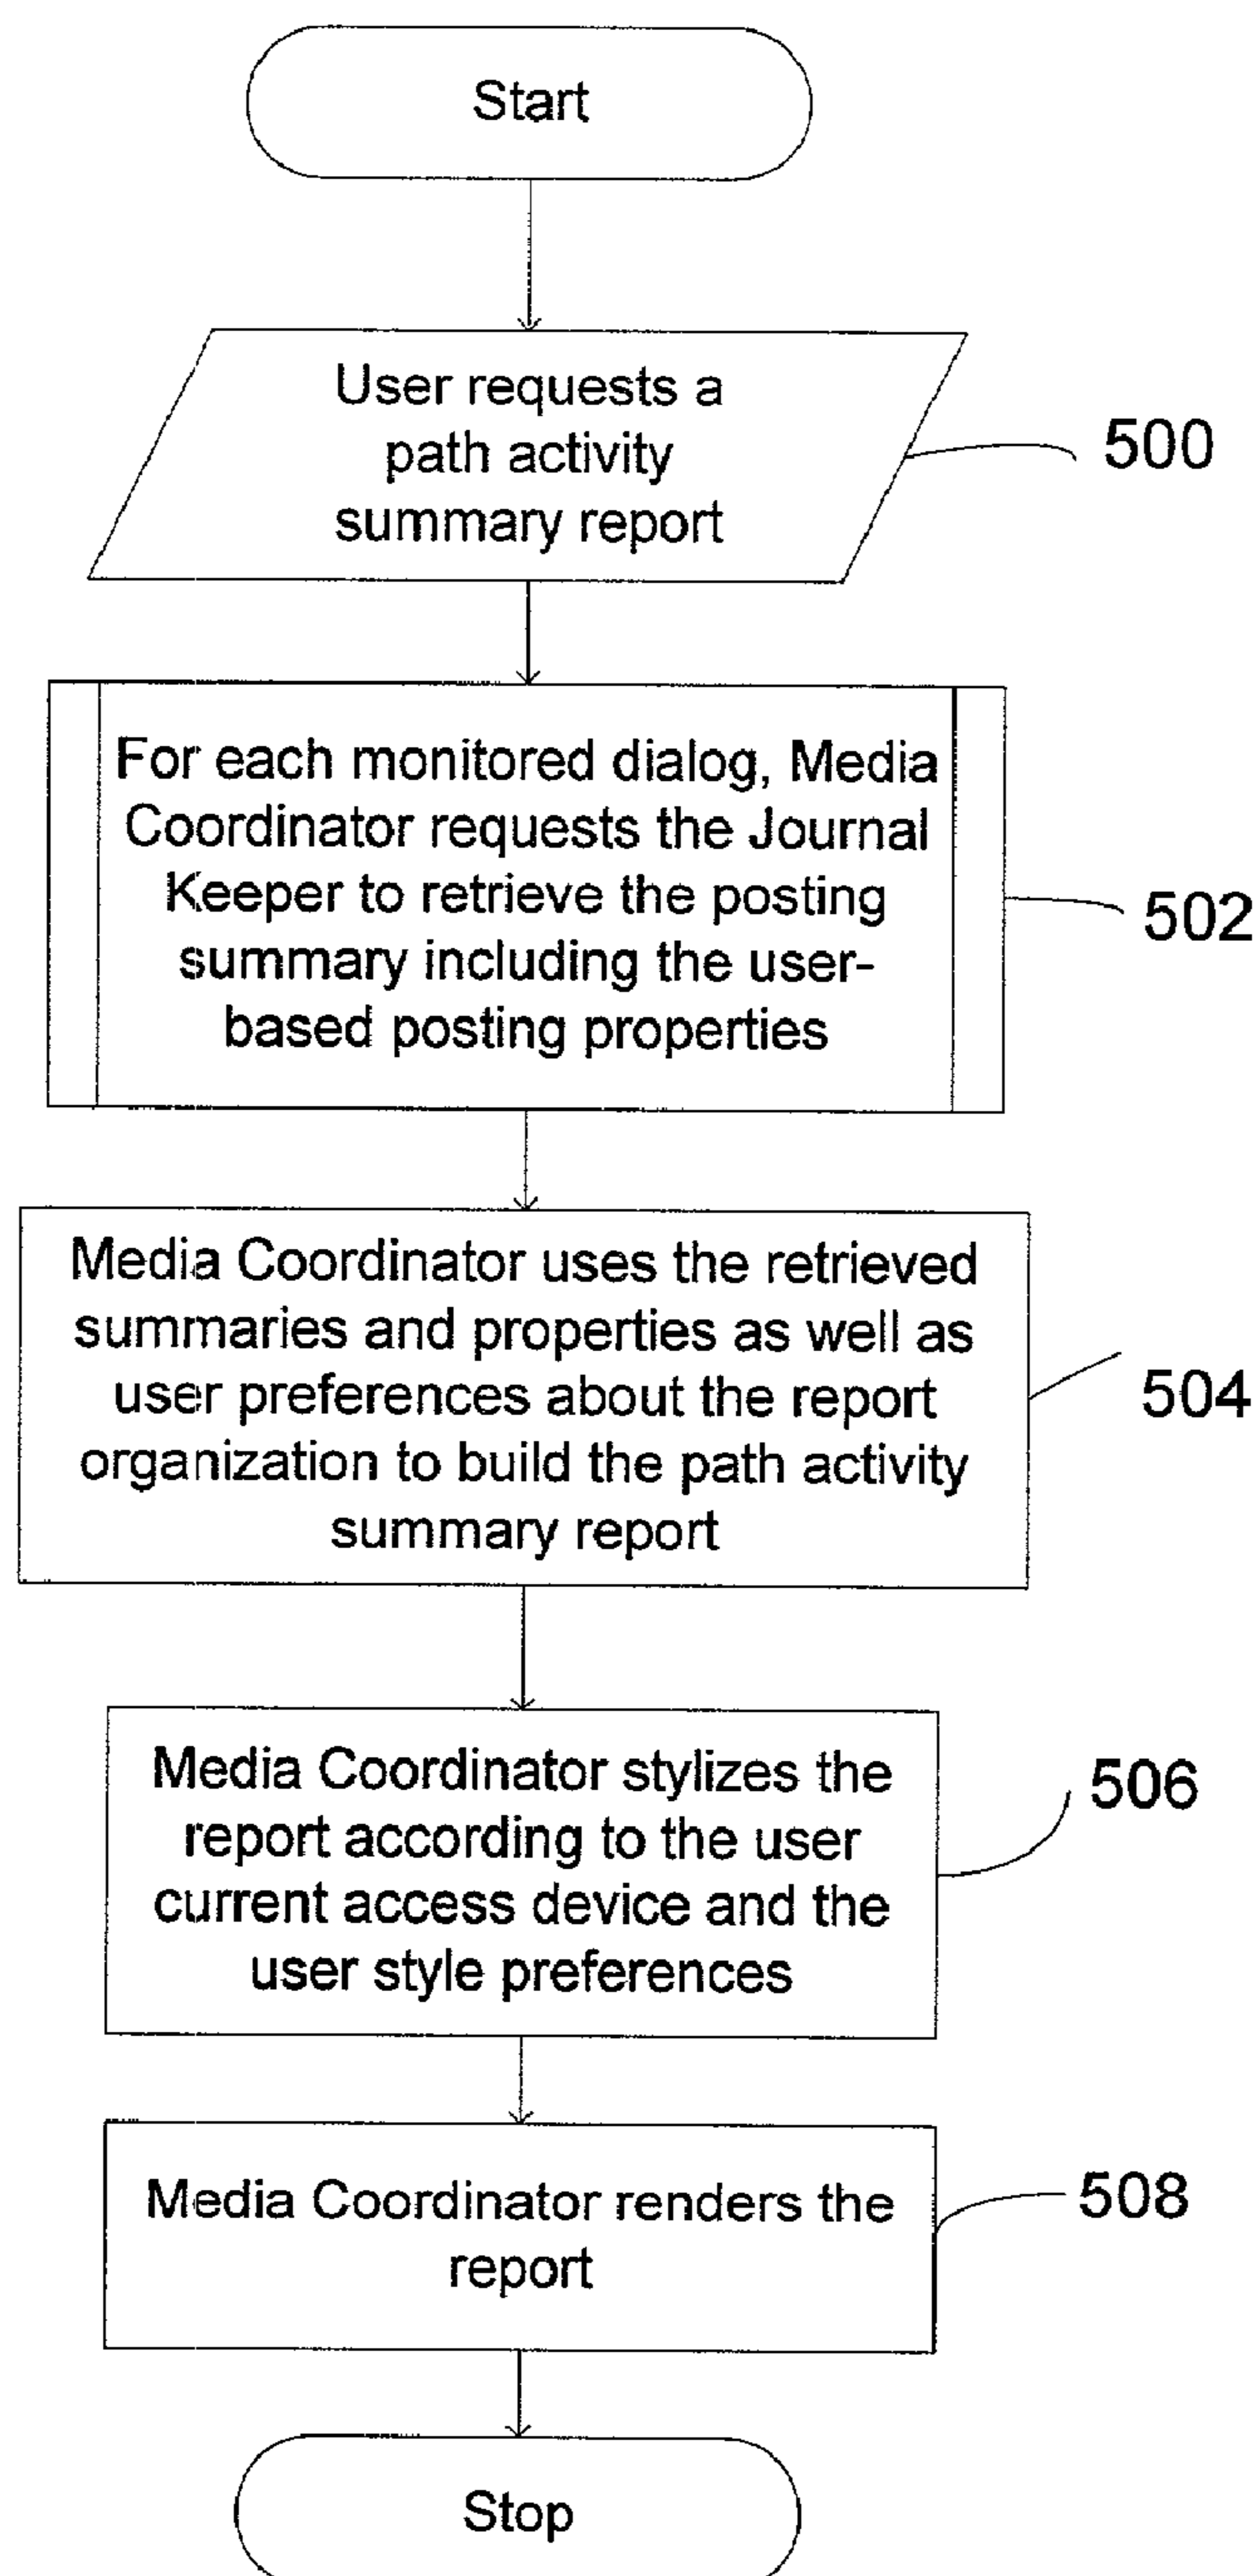 Start
User requests a
path activity
summary report
500
For each monitored dialog, Media
Coordinator requests the Journal
Keeper to retrieve the posting
summary including the user-
based posting properties
502
Media Coordinator uses the retrieved
summaries and properties as well as
user preferences about the report
organization to build the path activity
summary report
504
Media Coordinator stylizes the
report according to the user
current access device and the
user style preferences
506
Media Coordinator renders the
report
508
Stop